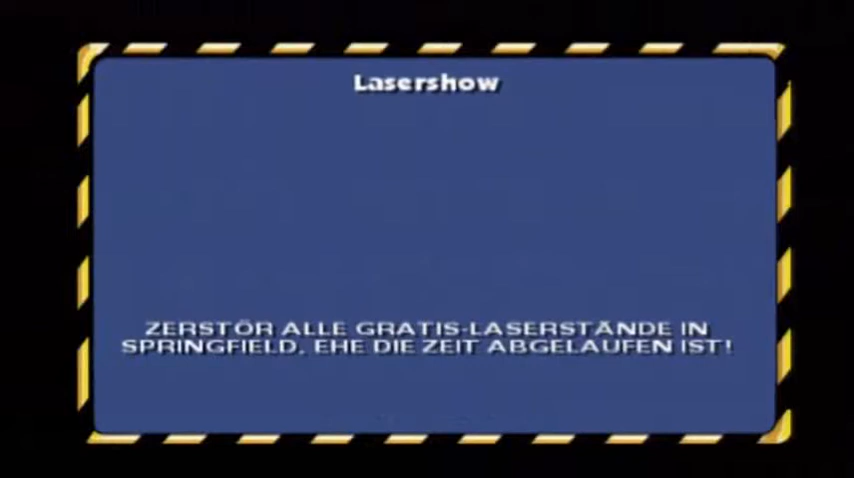 Lasershow
ZERSTÖR ALLE GRATIS-LASERSTÄNDE IN
SPRINGFIELD, EHE DIE ZEIT ABGELAUFEN IST!